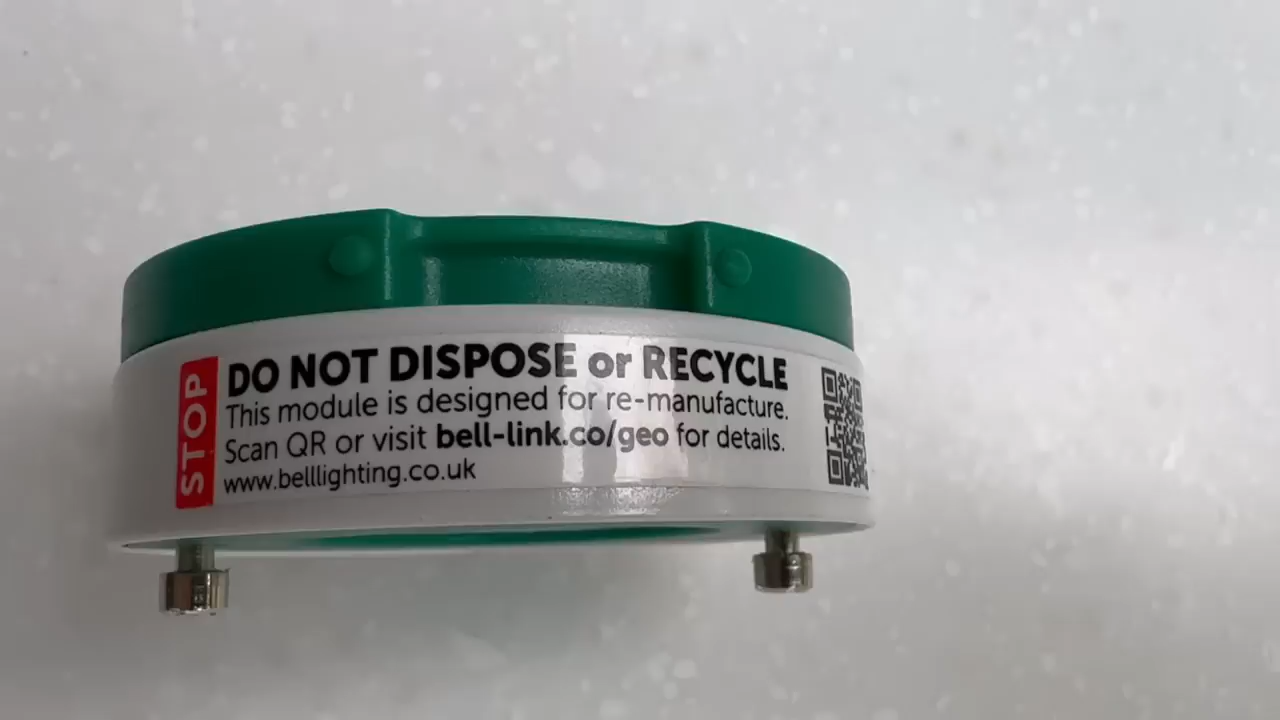 STOP
DO NOT DISPOSE or RECYCLE
This module is designed for re-manufacture.
Scan QR or visit bell-link.co/geo for details.
www.belllighting.co.uk